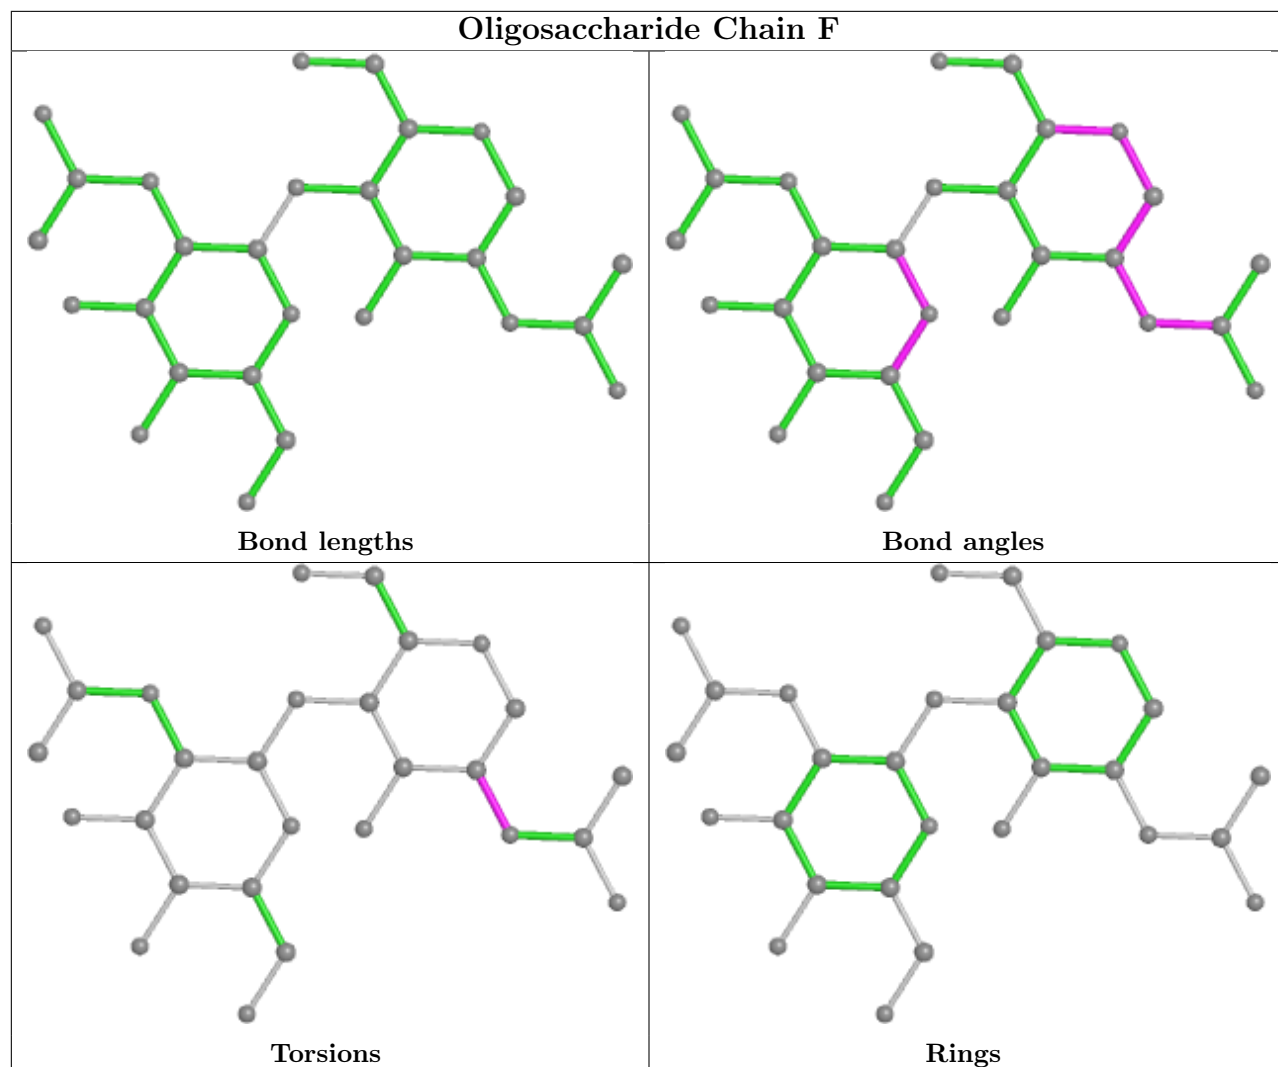 Oligosaccharide Chain F
Bond lengths
Bond angles
Torsions
Rings